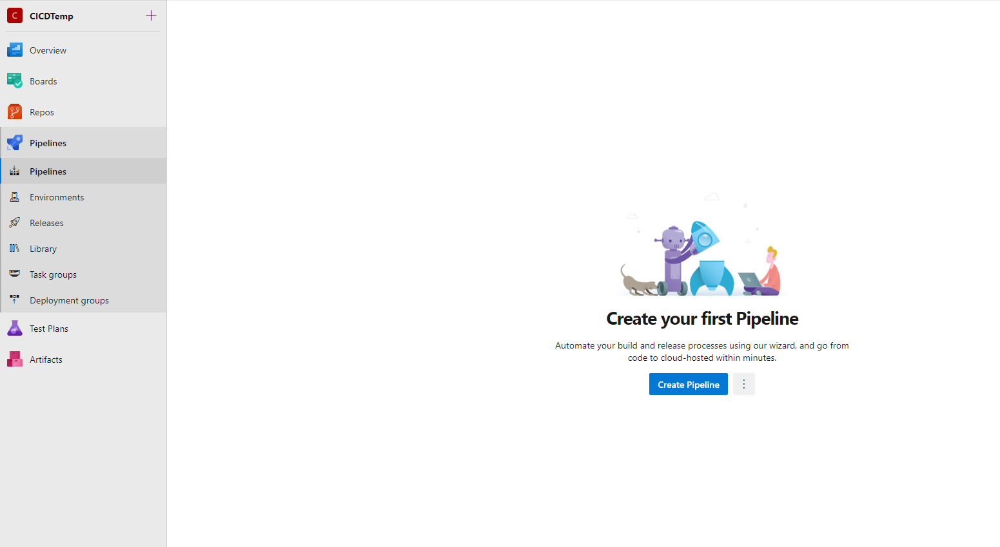 C CICDTemp
Overview
Boards
Repos
Pipelines
Pipelines
Environments
Releases
Library
Task groups
Deployment groups
Test Plans
Artifacts
Create your first Pipeline
Automate your build and release processes using our wizard, and go from
code to cloud-hosted within minutes.
Create Pipeline